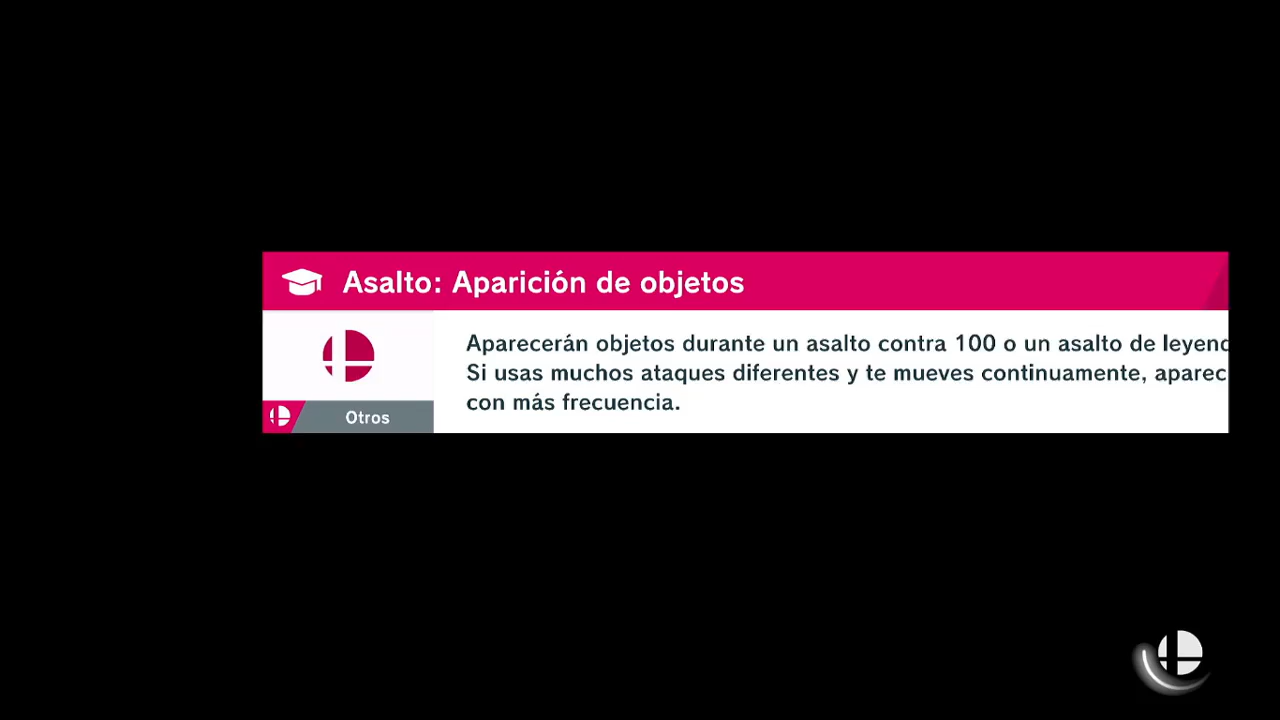 Asalto: Aparición de objetos
Aparecerán objetos durante un asalto contra 100 o un asalto de
Si usas muchos ataques diferentes y te mueves continuamente,
con más frecuencia.
Otros